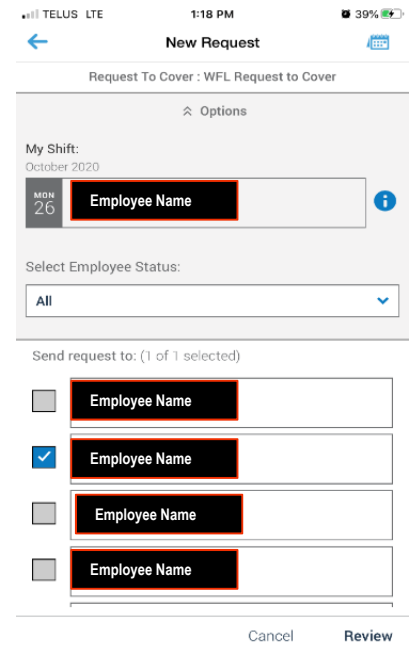 TELUS LTE 1:18 PM 39%
New Request
Request To Cover : WFL Request to Cover
Options
My Shift:
October 2020
MON
26
Employee Name
Select Employee Status:
All
Send request to: (1 of 1 selected)
Employee Name
Employee Name
Employee Name
Employee Name
Cancel Review